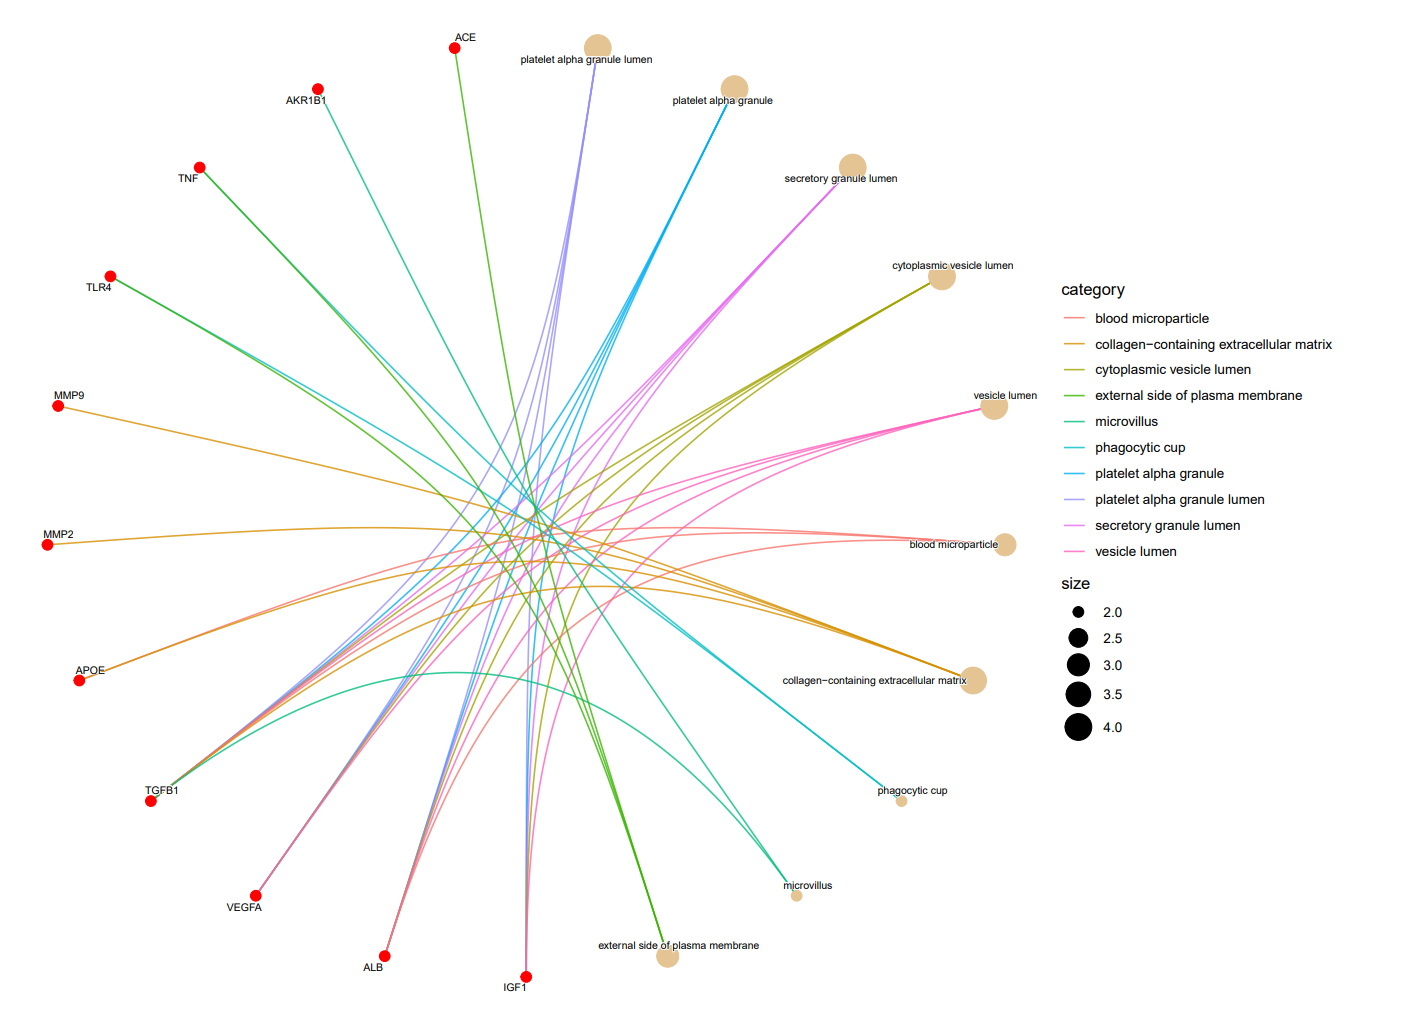 ACE
platelet alpha granule lumen
AKR1B1
platelet alpha granule
TNF
secretory granule lumen
cytoplasmic vesicle lumen
TLR4
MMP9
vesicle lumen
MMP2
blood microparticle
APOE
collagen−containing extracellular matrix
TGFB1
phagocytic cup
microvillus
VEGFA
external side of plasma membrane
ALB
IGF1
category
blood microparticle
collagen−containing extracellular matrix
cytoplasmic vesicle lumen
external side of plasma membrane
microvillus
phagocytic cup
platelet alpha granule
platelet alpha granule lumen
secretory granule lumen
vesicle lumen
size
2.0
2.5
3.0
3.5
4.0